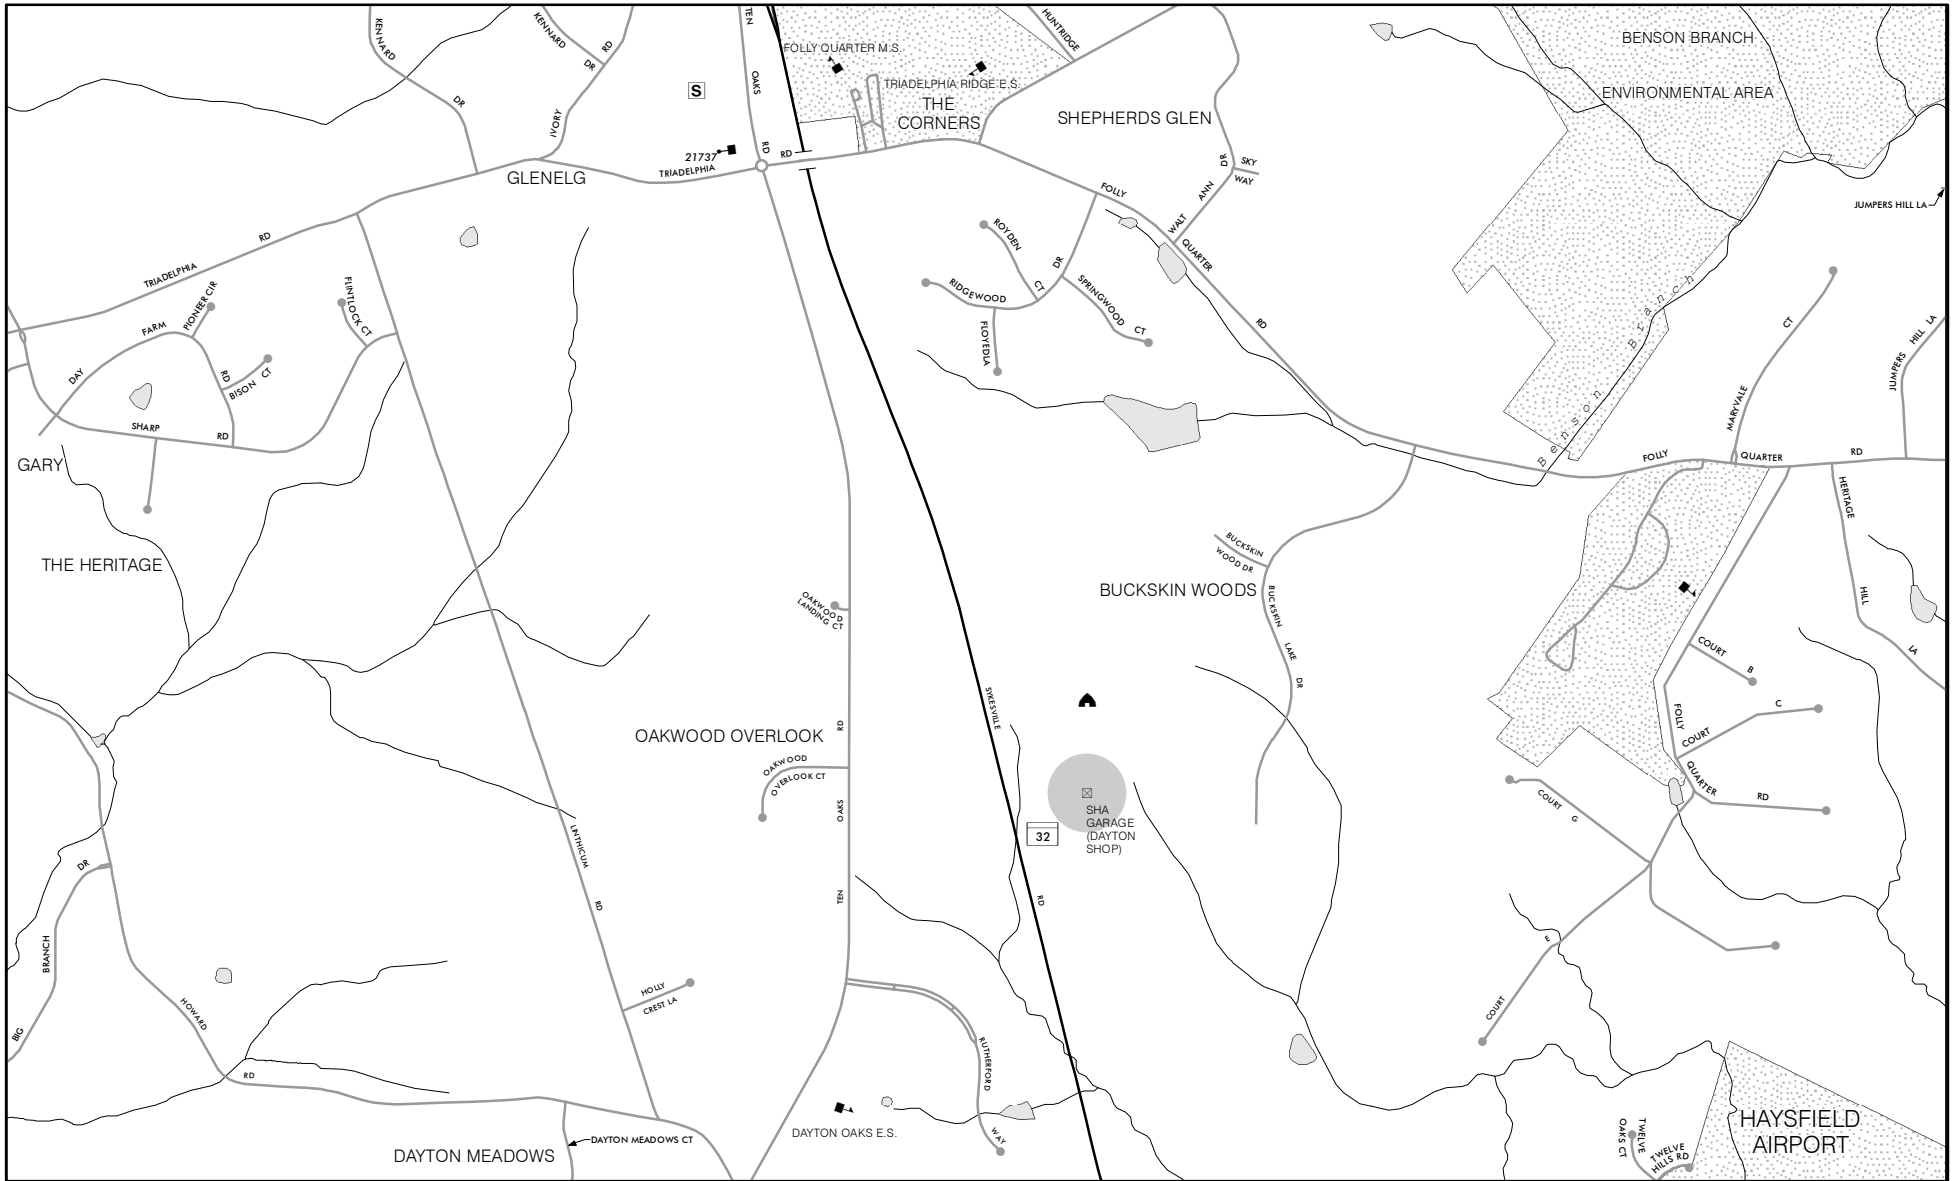 KENNARD
DR
KENNARD
DR
RD
IVORY
TEN
OAKS
RD
S
FOLLY QUARTER M.S.
TRIADELPHIA RIDGE E.S.
THE
CORNERS
HUNTRIDGE
SHEPHERDS GLEN
BENSON BRANCH
ENVIRONMENTAL AREA
21737
TRIADELPHIA
RD
GLENELG
SKY
WAY
DR
ANN
WALT
FOLLY
QUARTER
RD
JUMPERS HILL LA
TRIADELPHIA
RD
ROYDEN
CT
RIDGEWOOD
DR
SPRINGWOOD
CT
FLOYEDLA
FLINTLOCK CT
PIONEER CIR
DAY
FARM
RD
BISON CT
SHARP
RD
Benson Branch
MARYVALE
CT
JUMPERS
HILL LA
GARY
THE HERITAGE
FOLLY
QUARTER
RD
HERITAGE
HILL
LA
BUCKSKIN
WOOD DR
BUCKSKIN WOODS
BUCKSKIN
LAKE
DR
OAKWOOD
LANDING CT
COURT
B
SYKESVILLE
RD
OAKWOOD OVERLOOK
OAKWOOD
OVERLOOK CT
RD
OAKS
TEN
FOLLY
QUARTER
RD
COURT
C
COURT
G
SHA
GARAGE
(DAYTON
SHOP)
32
LINTHICUM
RD
DR
BRANCH
BIG
HOWARD
RD
HOLLY
CREST LA
COURT
E
RUTHERFORD
WAY
DAYTON OAKS E.S.
DAYTON MEADOWS CT
DAYTON MEADOWS
TWELVE
OAKS CT
TWELVE
HILLS RD
HAYSFIELD
AIRPORT